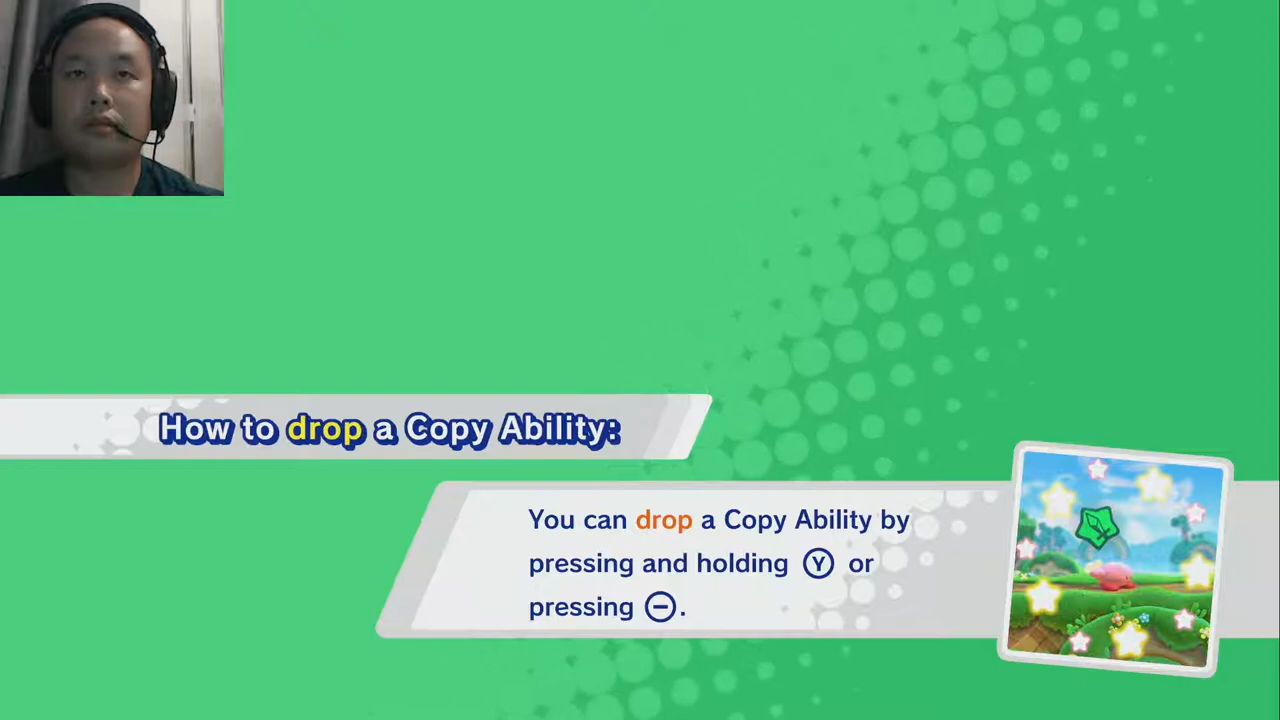 How to drop a Copy Ability:
You can drop a Copy Ability by
pressing and holding Ⓨ or
pressing ⊖.